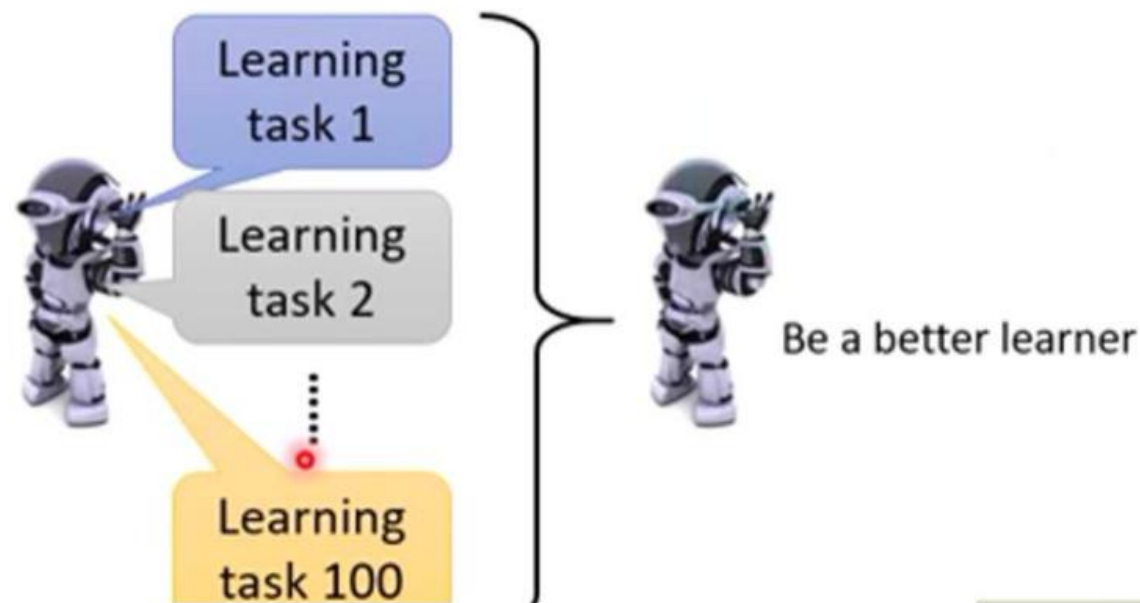 Learning
task 1
Learning
task 2
Be a better learner
Learning
task 100